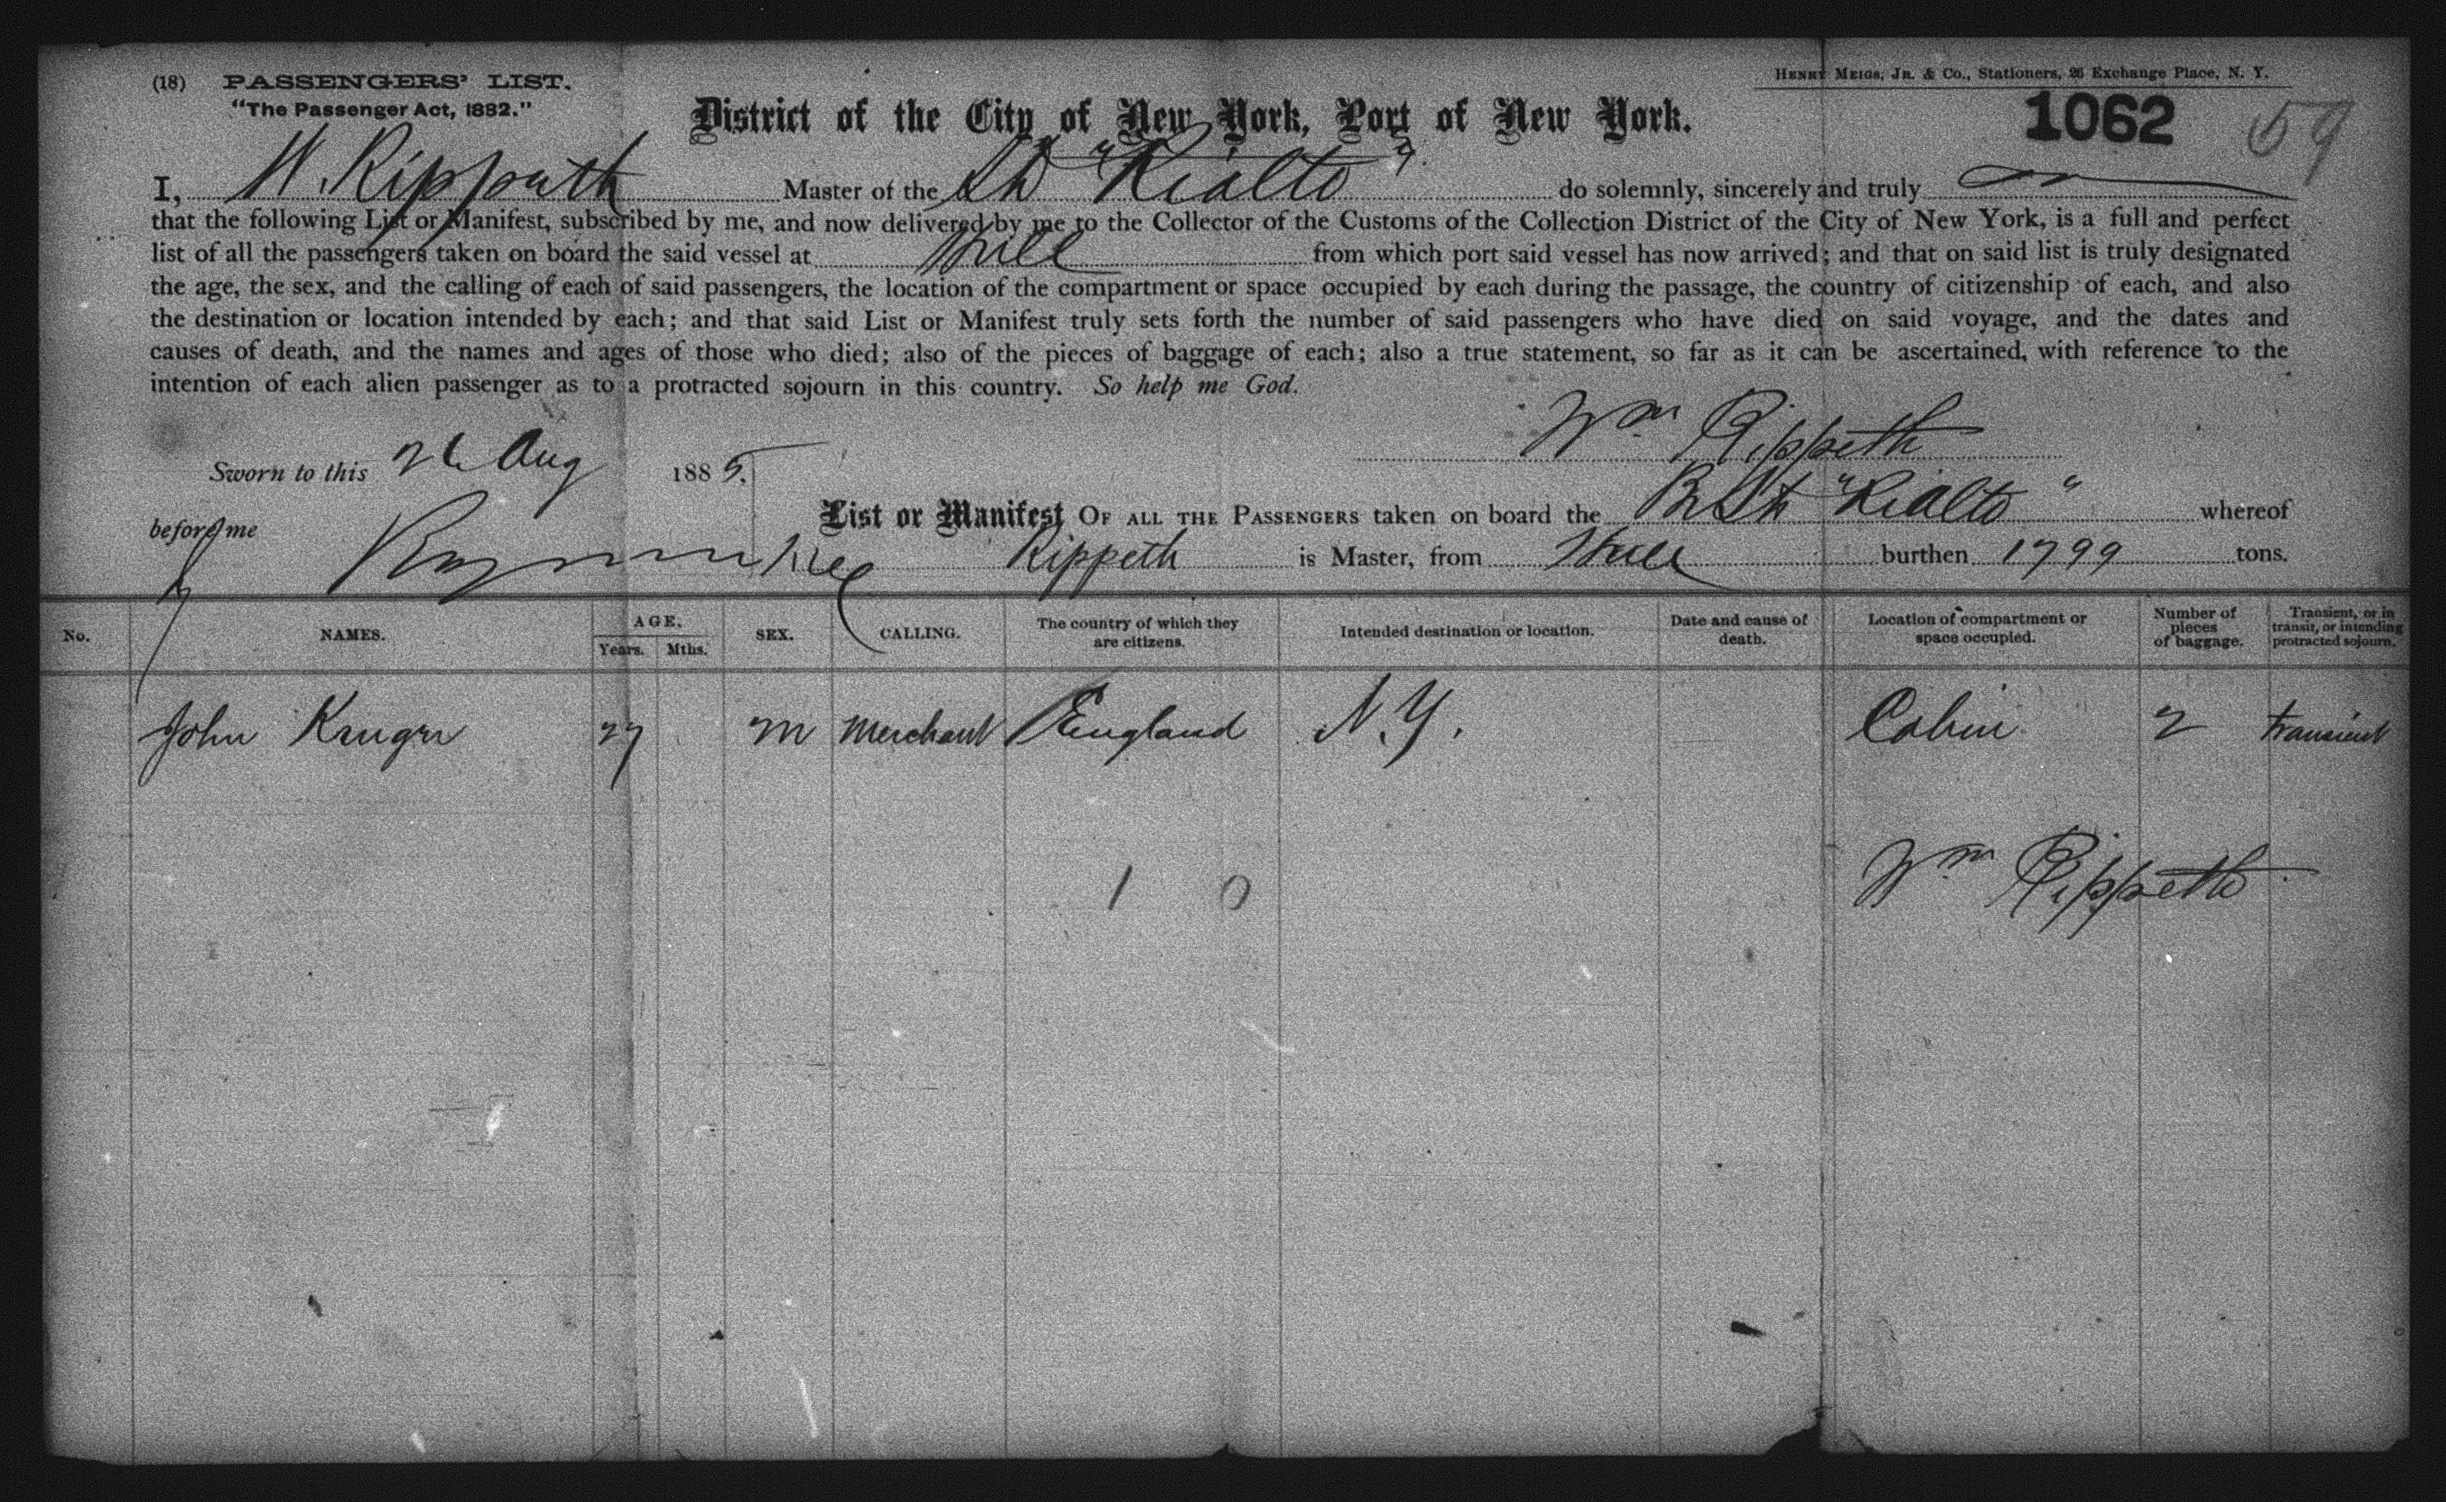 (18) PASSENGERS' LIST. HENRY MEIGS, JR. & CO., Stationers, 26 Exchange Place, N. Y.
"The Passenger Act, 1882." District of the City of New York, Port of New York. 1062 59
I, W. Rippeth Master of the "Rialto" do solemnly, sincerely and truly
that the following List or Manifest, subscribed by me, and now delivered by me to the Collector of the Customs of the Collection District of the City of New York, is a full and perfect
list of all the passengers taken on board the said vessel at Hull from which port said vessel has now arrived; and that on said list is truly designated
the age, the sex, and the calling of each of said passengers, the location of the compartment or space occupied by each during the passage, the country of citizenship of each, and also
the destination or location intended by each; and that said List or Manifest truly sets forth the number of said passengers who have died on said voyage, and the dates and
causes of death, and the names and ages of those who died; also of the pieces of baggage of each; also a true statement, so far as it can be ascertained, with reference to the
intention of each alien passenger as to a protracted sojourn in this country. So help me God.
Wm Rippeth
Sworn to this 26 Aug 1885.
before me
List or Manifest OF ALL THE PASSENGERS taken on board the Br "Rialto" whereof
Rippeth is Master, from Hull burthen 1799 tons.
No. NAMES. AGE. Years. Mths. SEX. CALLING. The country of which they are citizens. Intended destination or location. Date and cause of death. Location of compartment or space occupied. Number of pieces of baggage. Transient, or in transit, or intending protracted sojourn.
John Kruger 27 M Merchant England N.Y. Cabin 2 Transient
1 0 Wm Rippeth